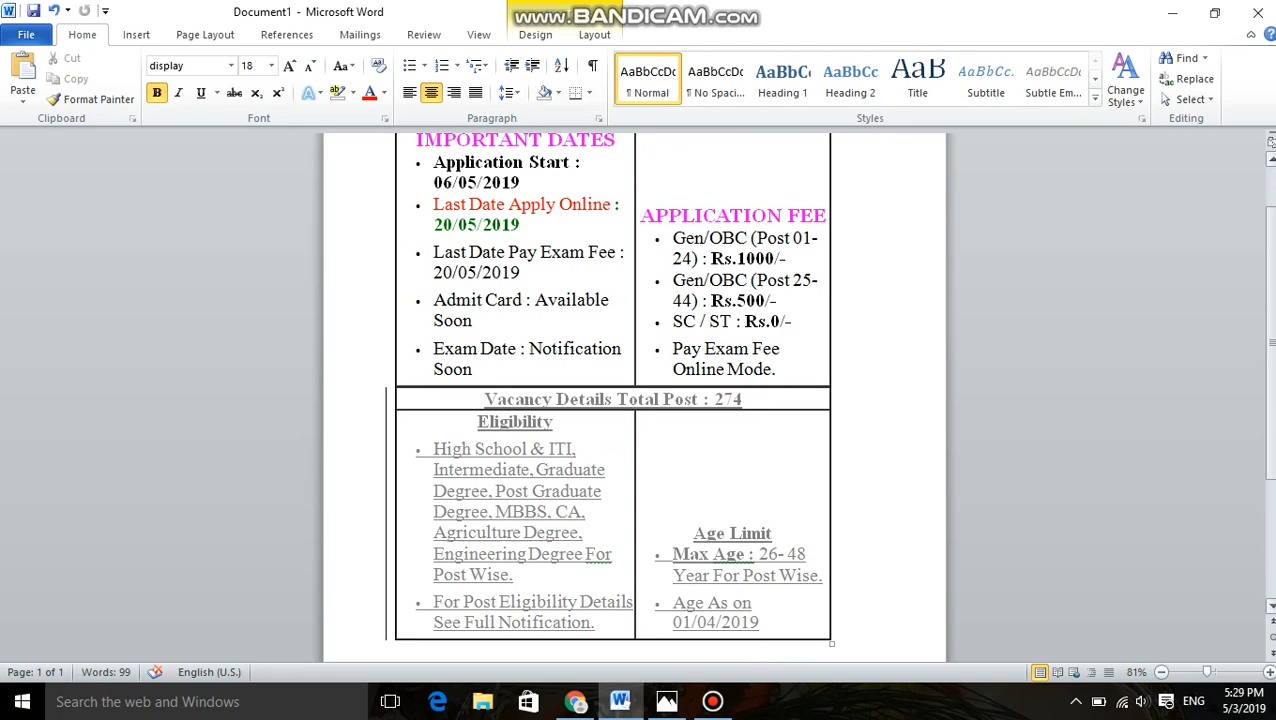 Document1 - Microsoft Word
www.BANDICAM.com
File Home Insert Page Layout References Mailings Review View Design Layout
Paste
Cut
Copy
Format Painter
Clipboard
display 18
Font
Paragraph
AaBbCcDc AaBbCcDc AaBbC AaBbCc AaB AaBbCc. AaBbCcDc
¶ Normal ¶ No Spaci... Heading 1 Heading 2 Title Subtitle Subtle Em...
Change Styles
Styles
Find
Replace
Select
Editing
IMPORTANT DATES
Application Start :
06/05/2019
Last Date Apply Online :
20/05/2019
Last Date Pay Exam Fee :
20/05/2019
Admit Card : Available
Soon
Exam Date : Notification
Soon
APPLICATION FEE
Gen/OBC (Post 01-
24) : Rs.1000/-
Gen/OBC (Post 25-
44) : Rs.500/-
SC / ST : Rs.0/-
Pay Exam Fee
Online Mode.
Vacancy Details Total Post : 274
Eligibility
High School & ITI,
Intermediate, Graduate
Degree, Post Graduate
Degree, MBBS, CA,
Agriculture Degree,
Engineering Degree For
Post Wise.
For Post Eligibility Details
See Full Notification.
Age Limit
Max Age : 26- 48
Year For Post Wise.
Age As on
01/04/2019
Page: 1 of 1 Words: 99 English (U.S.) 81%
Search the web and Windows
ENG
5:29 PM
5/3/2019